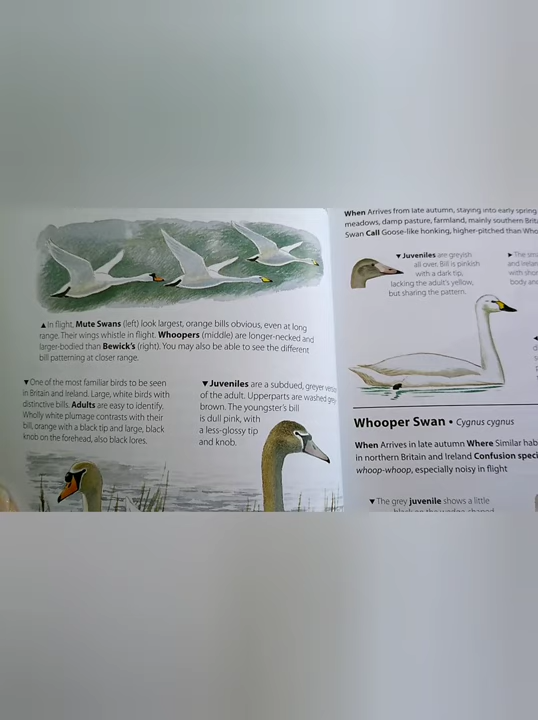 ▲In flight, Mute Swans (left) look largest, orange bills obvious, even at long
range. Their wings whistle in flight. Whoopers (middle) are longer-necked and
larger-bodied than Bewick's (right). You may also be able to see the different
bill patterning at closer range.
▼One of the most familiar birds to be seen
in Britain and Ireland. Large, white birds with
distinctive bills. Adults are easy to identify.
Wholly white plumage contrasts with their
bill, orange with a black tip and large, black
knob on the forehead, also black lores.
▼Juveniles are a subdued, greyer
of the adult. Upperparts are washed
brown. The youngster's bill
is dull pink, with
a less-glossy tip
and knob.
When Arrives from late autumn, staying into early spring
meadows, damp pasture, farmland, mainly southern
Swan Call Goose-like honking, higher-pitched than
▼Juveniles are greyish
all over. Bill is pinkish
with a dark tip,
lacking the adult's yellow,
but sharing the pattern.
►The
and
with
body and
Whooper Swan • Cygnus cygnus
When Arrives in late autumn Where Similar
in northern Britain and Ireland Confusion
whoop-whoop, especially noisy in flight
▼The grey juvenile shows a little